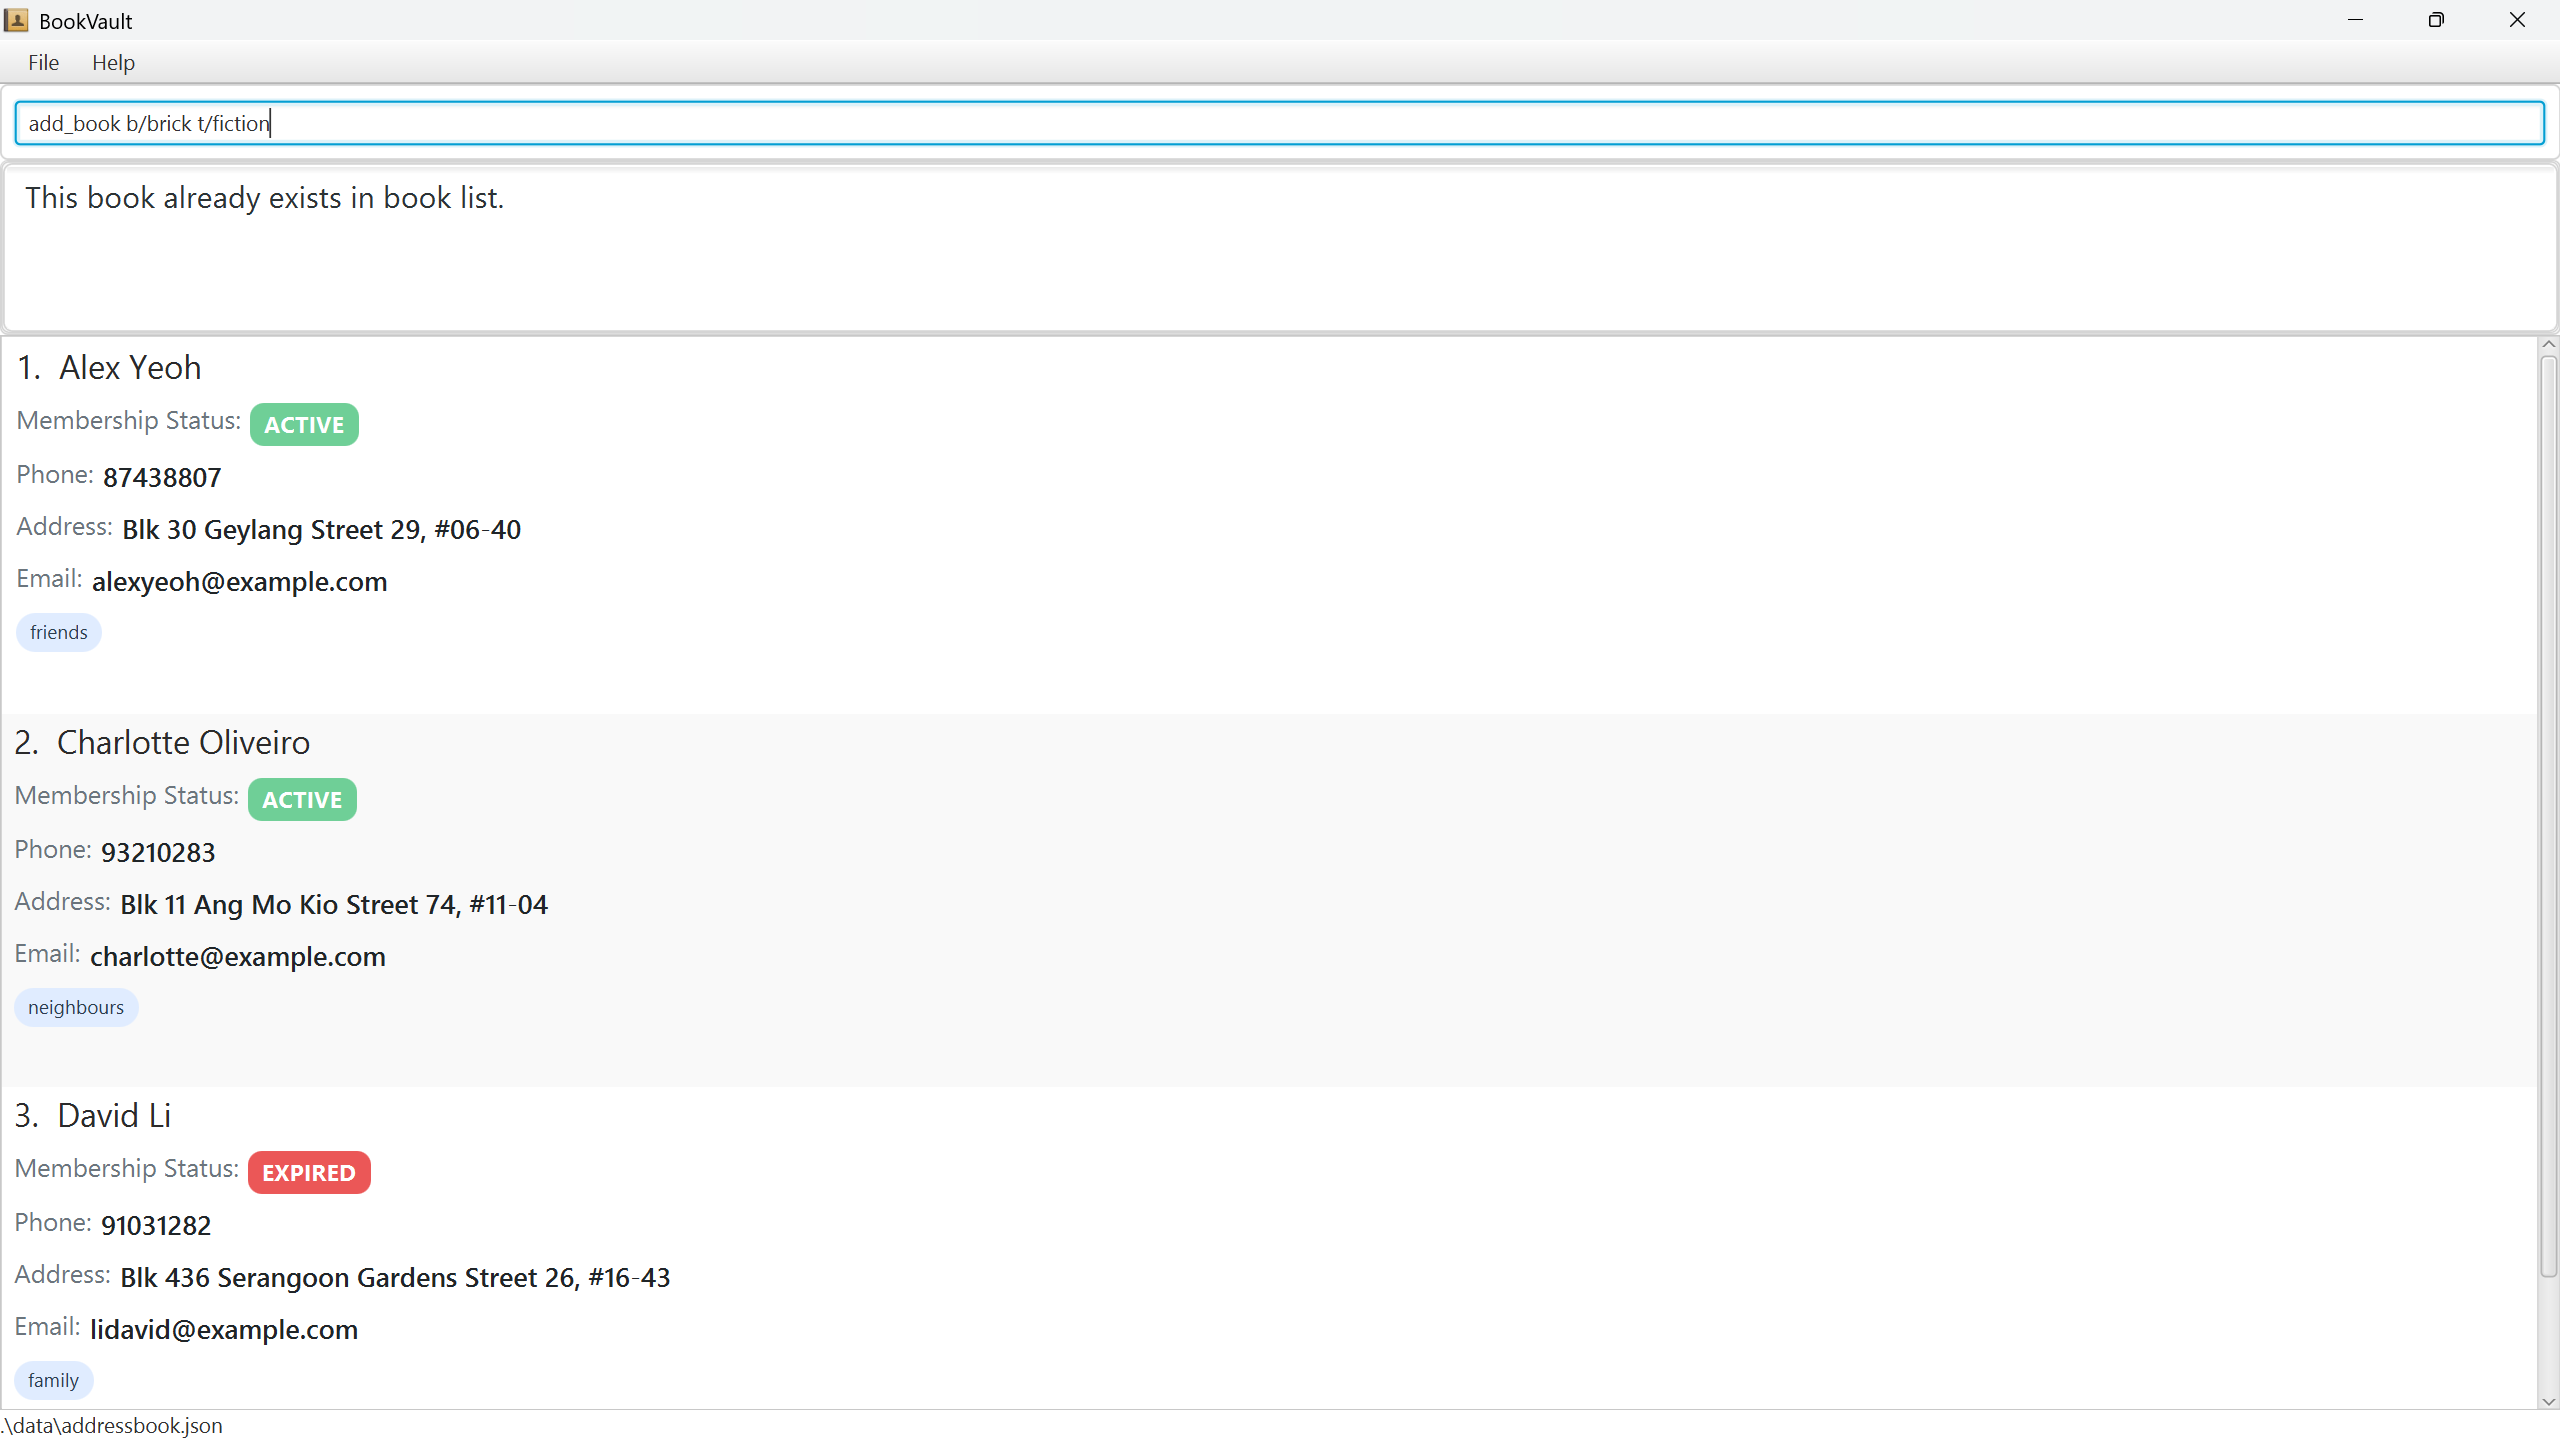 BookVault
File Help
add_book b/brick t/fiction
This book already exists in book list.
1. Alex Yeoh
Membership Status: ACTIVE
Phone: 87438807
Address: Blk 30 Geylang Street 29, #06-40
Email: alexyeoh@example.com
friends
2. Charlotte Oliveiro
Membership Status: ACTIVE
Phone: 93210283
Address: Blk 11 Ang Mo Kio Street 74, #11-04
Email: charlotte@example.com
neighbours
3. David Li
Membership Status: EXPIRED
Phone: 91031282
Address: Blk 436 Serangoon Gardens Street 26, #16-43
Email: lidavid@example.com
family
.\data\addressbook.json